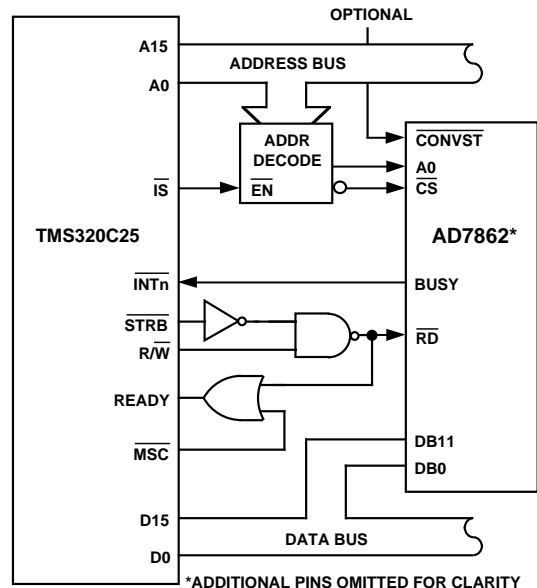 OPTIONAL
A15
ADDRESS BUS
A0
ADDR
DECODE
CONVST
A0
IS
EN
CS
TMS320C25
AD7862*
INTn
BUSY
STRB
R/W
RD
READY
MSC
DB11
DB0
D15
DATA BUS
D0
*ADDITIONAL PINS OMITTED FOR CLARITY